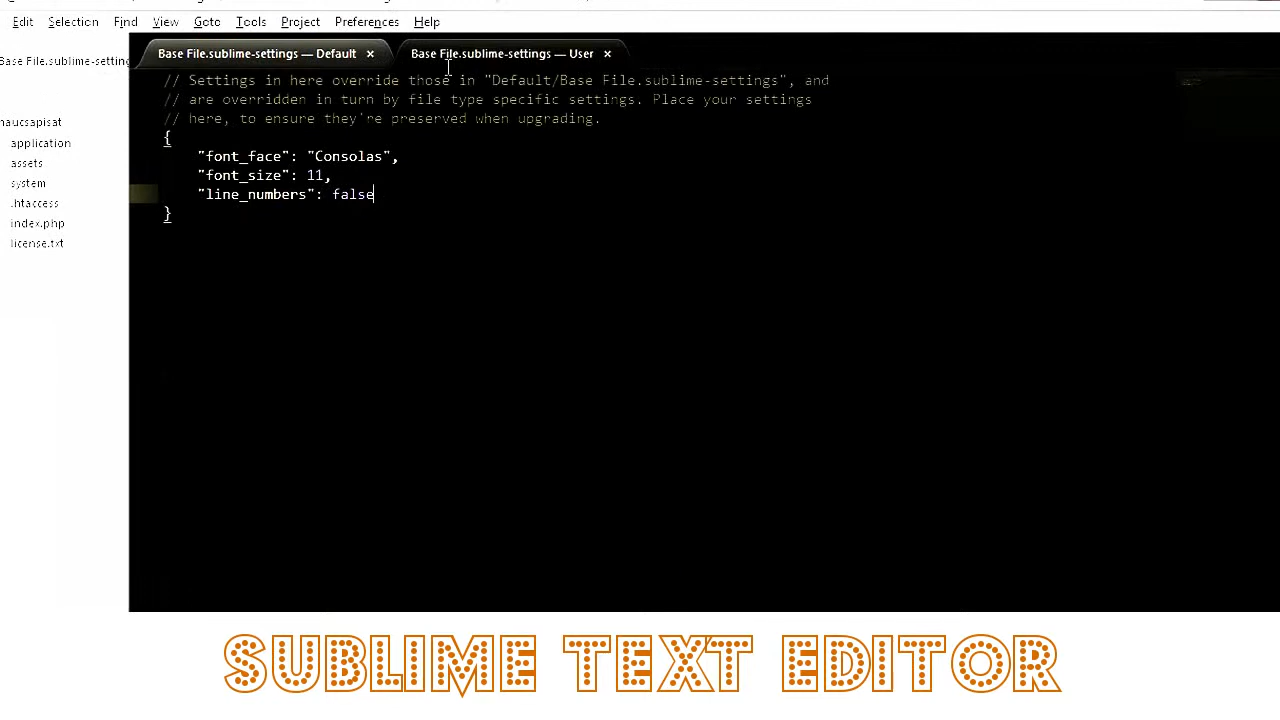 Edit Selection Find View Goto Tools Project Preferences Help
Base File.sublime-settings — Default × Base File.sublime-settings — User ×
Base File.sublime-setting
application
assets
system
.htaccess
index.php
license.txt
// Settings in here override those in "Default/Base File.sublime-settings", and
// are overridden in turn by file type specific settings. Place your settings
// here, to ensure they're preserved when upgrading.
{
"font_face": "Consolas",
"font_size": 11,
"line_numbers": false
}
SUBLIME TEXT EDITOR